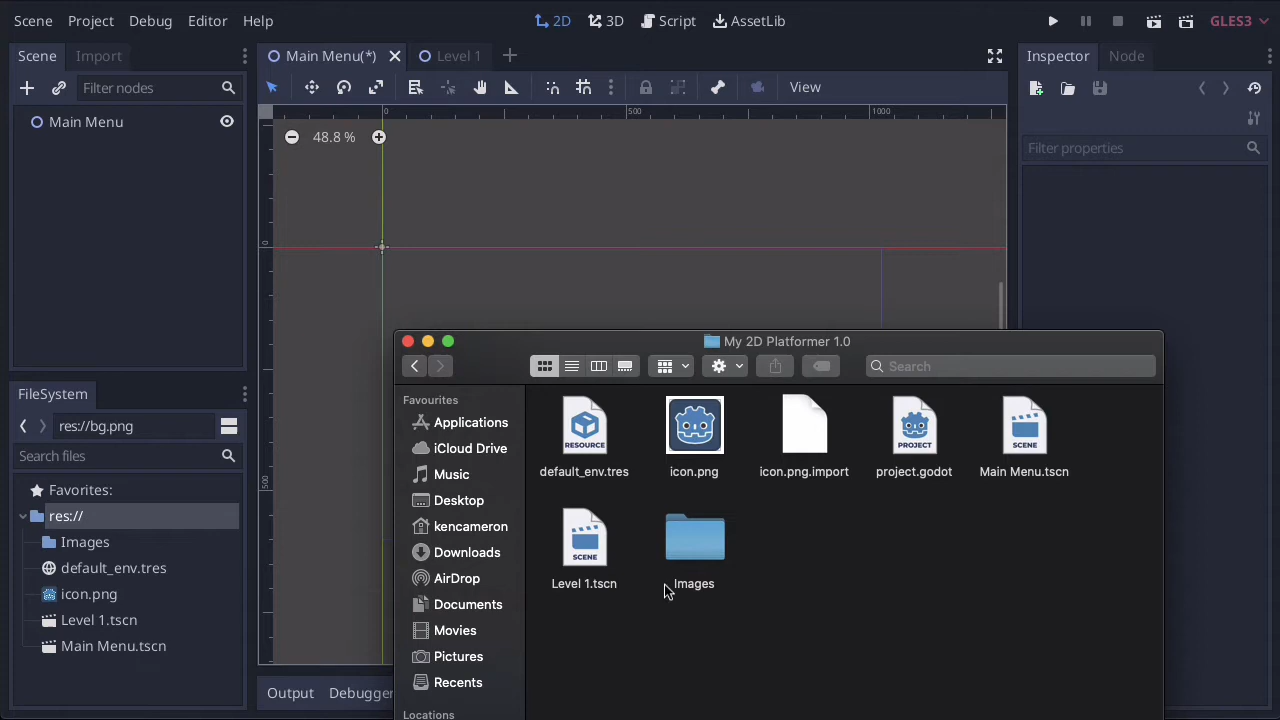 Scene Project Debug Editor Help
2D 3D Script AssetLib
GLES3
Scene Import
Main Menu(*) Level 1
Inspector Node
Filter nodes
View
0 500 1000
Main Menu
48.8 %
Filter properties
0
500
FileSystem
res://bg.png
Search files
Favorites:
res://
Images
default_env.tres
icon.png
Level 1.tscn
Main Menu.tscn
Output Debugger
My 2D Platformer 1.0
Search
Favourites
Applications
iCloud Drive
Music
Desktop
kencameron
Downloads
AirDrop
Documents
Movies
Pictures
Recents
Locations
RESOURCE
PROJECT
SCENE
default_env.tres icon.png icon.png.import project.godot Main Menu.tscn
SCENE
Level 1.tscn Images